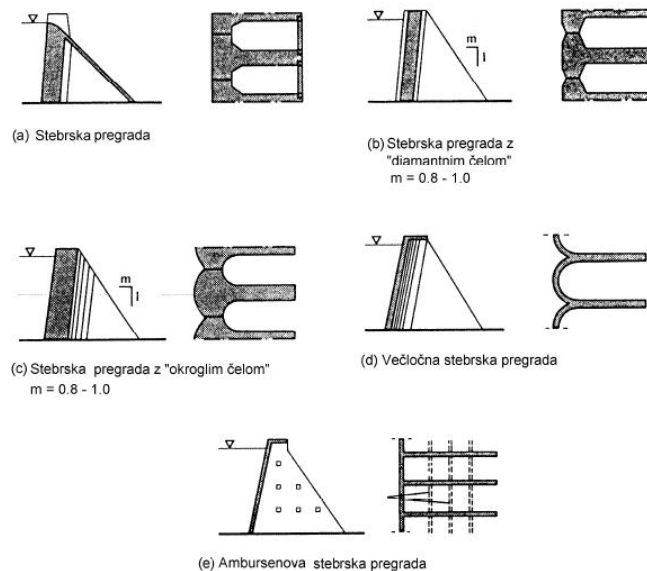 (a) Stebrska pregrada
m
l
(b) Stebrska pregrada z
"diamantnim čelom"
m = 0.8 - 1.0
m
l
(c) Stebrska pregrada z "okroglim čelom"
m = 0.8 - 1.0
(d) Večločna stebrska pregrada
(e) Ambursenova stebrska pregrada